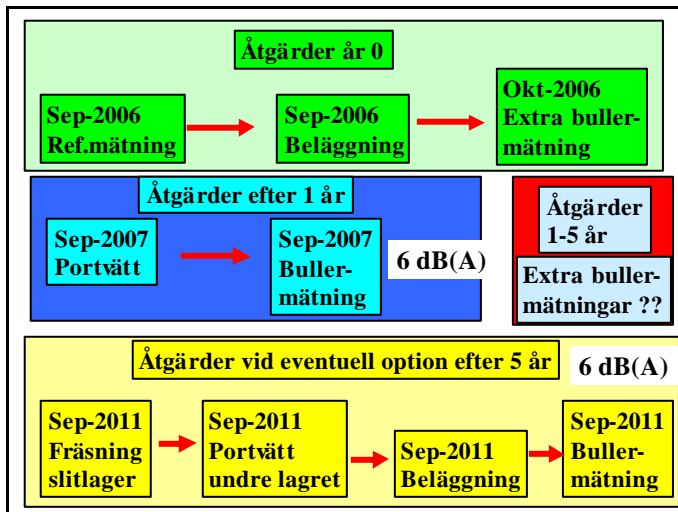 Åtgärder år 0
Sep-2006
Ref.mätning
Sep-2006
Beläggning
Okt-2006
Extra buller-
mätning
Åtgärder efter 1 år
Sep-2007
Portvätt
Sep-2007
Buller-
mätning
6 dB(A)
Åtgärder
1-5 år
Extra buller-
mätningar ??
Åtgärder vid eventuell option efter 5 år
6 dB(A)
Sep-2011
Fräsning
slitlager
Sep-2011
Portvätt
undre lagret
Sep-2011
Beläggning
Sep-2011
Buller-
mätning